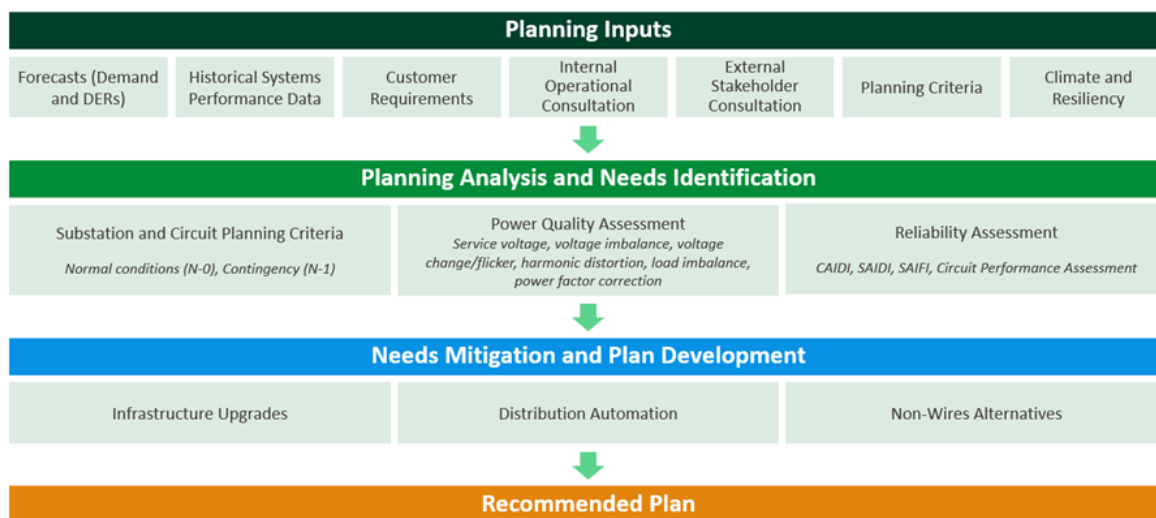 Planning Inputs
Forecasts (Demand
and DERs)
Historical Systems
Performance Data
Customer
Requirements
Internal
Operational
Consultation
External
Stakeholder
Consultation
Planning Criteria
Climate and
Resiliency
Planning Analysis and Needs Identification
Substation and Circuit Planning Criteria
Normal conditions (N-0), Contingency (N-1)
Power Quality Assessment
Service voltage, voltage imbalance, voltage
change/flicker, harmonic distortion, load imbalance,
power factor correction
Reliability Assessment
CAIDI, SAIDI, SAIFI, Circuit Performance Assessment
Needs Mitigation and Plan Development
Infrastructure Upgrades
Distribution Automation
Non-Wires Alternatives
Recommended Plan